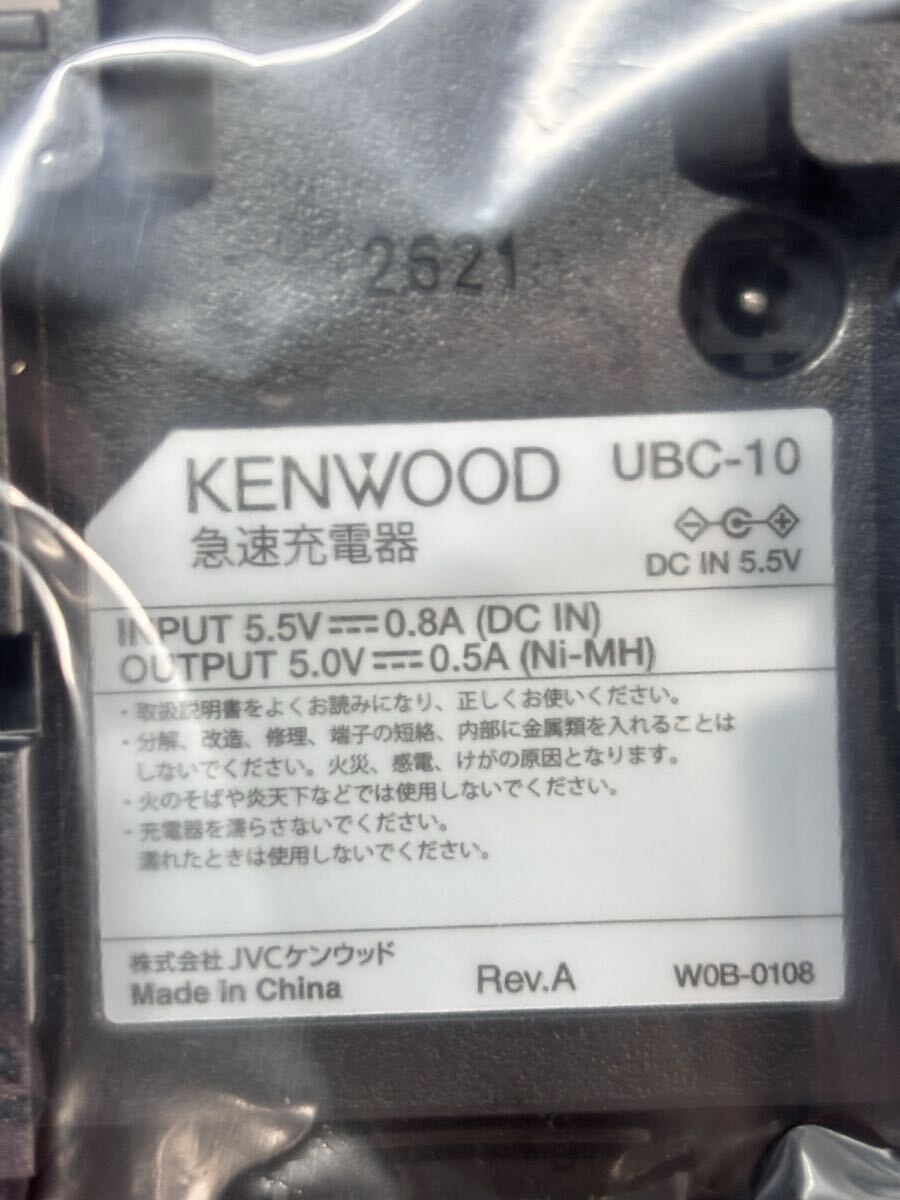 2621
KENWOOD UBC-10
急速充電器
DC IN 5.5V
INPUT 5.5V⎓0.8A (DC IN)
OUTPUT 5.0V⎓0.5A (Ni-MH)
・取扱説明書をよくお読みになり、正しくお使いください。
・分解、改造、修理、端子の短絡、内部に金属類を入れることは
しないでください。火災、感電、けがの原因となります。
・火のそばや炎天下などでは使用しないでください。
・充電器を濡らさないでください。
濡れたときは使用しないでください。
株式会社 JVCケンウッド
Made in China Rev.A W0B-0108